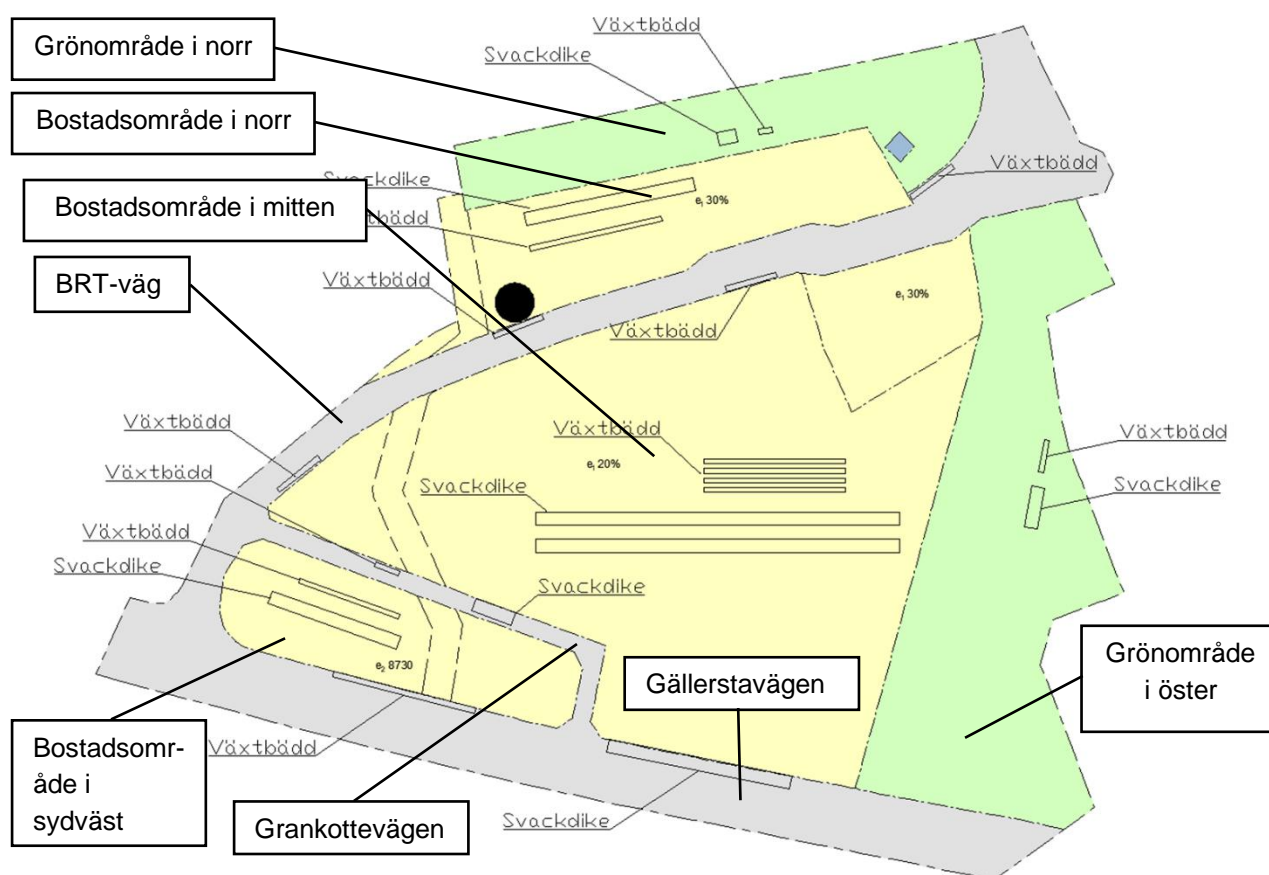 Växtbädd
Grönområde i norr
Svackdike
Bostadsområde i norr
Växtbädd
Svackdike
e₁ 30%
Bostadsområde i mitten
bädd
BRT-väg
Växtbädd
e₁ 30%
Växtbädd
Växtbädd
Växtbädd
Växtbädd
e₁ 20%
Växtbädd
Svackdike
Svackdike
Växtbädd
Svackdike
Svackdike
e₂ 8730
Gällerstavägen
Grönområde
i öster
Bostadsområ-
åde i
sydväst
Växtbädd
Grankottevägen
Svackdike